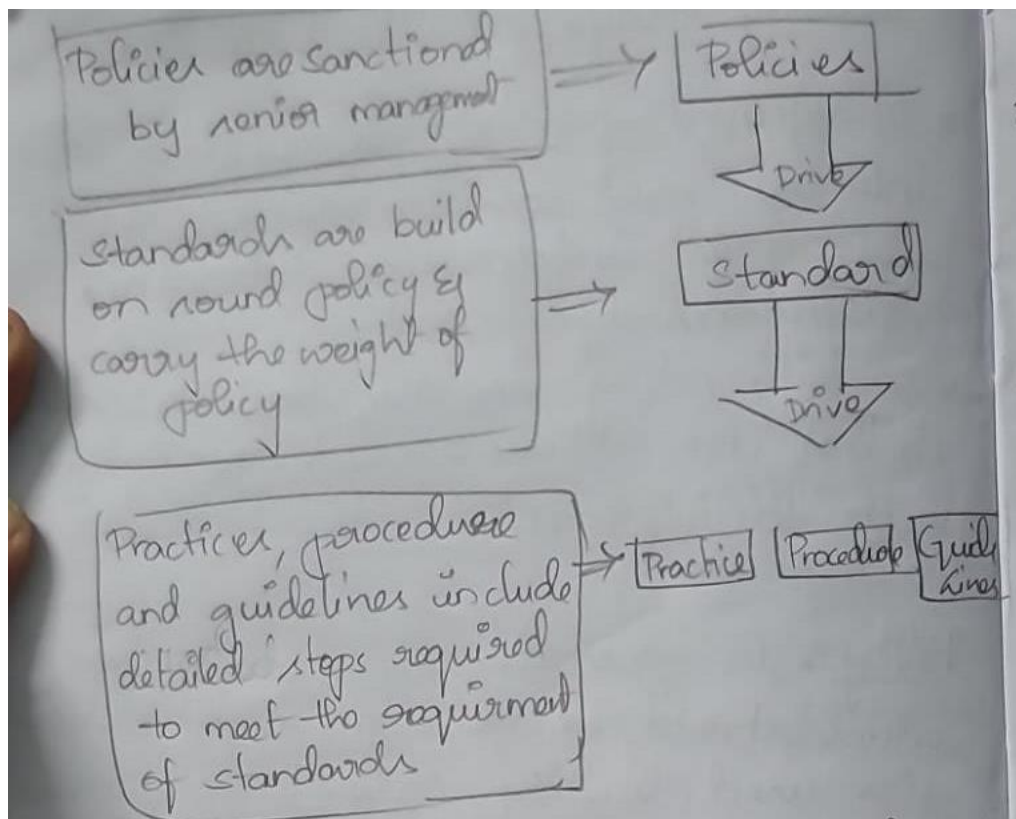 Policies are sanctioned
by senior managment
Policies
Drive
Standards are build
on sound policy &
carry the weight of
policy
Standard
Drive
Practices, procedure
and guidelines include
detailed steps required
to meet the requirment
of standards
Practice
Procedure
Guide
Lines